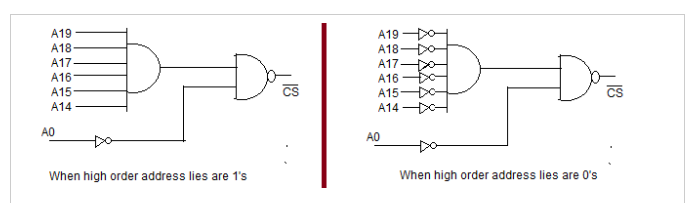 A19
A18
A17
A16
A15
A14
A0
CS
When high order address lies are 1's
A19
A18
A17
A16
A15
A14
A0
CS
When high order address lies are 0's